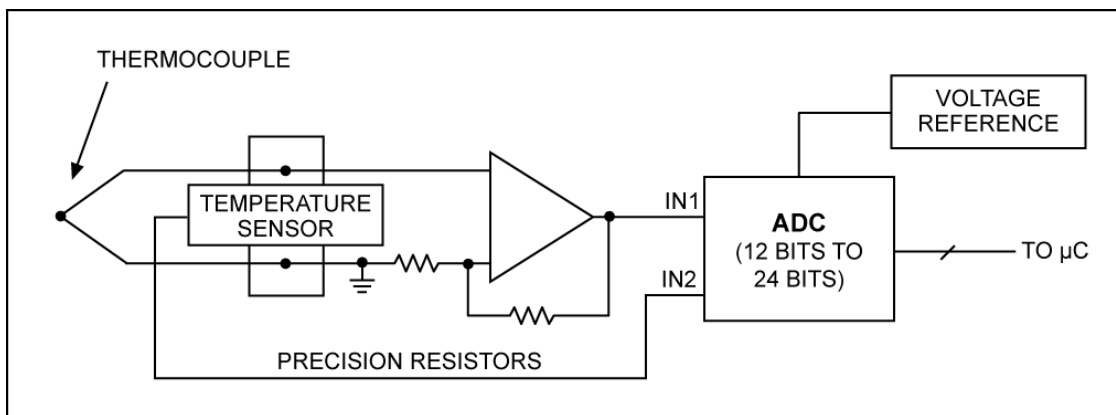 THERMOCOUPLE
VOLTAGE
REFERENCE
TEMPERATURE
SENSOR
IN1
ADC
(12 BITS TO
24 BITS)
TO µC
IN2
PRECISION RESISTORS